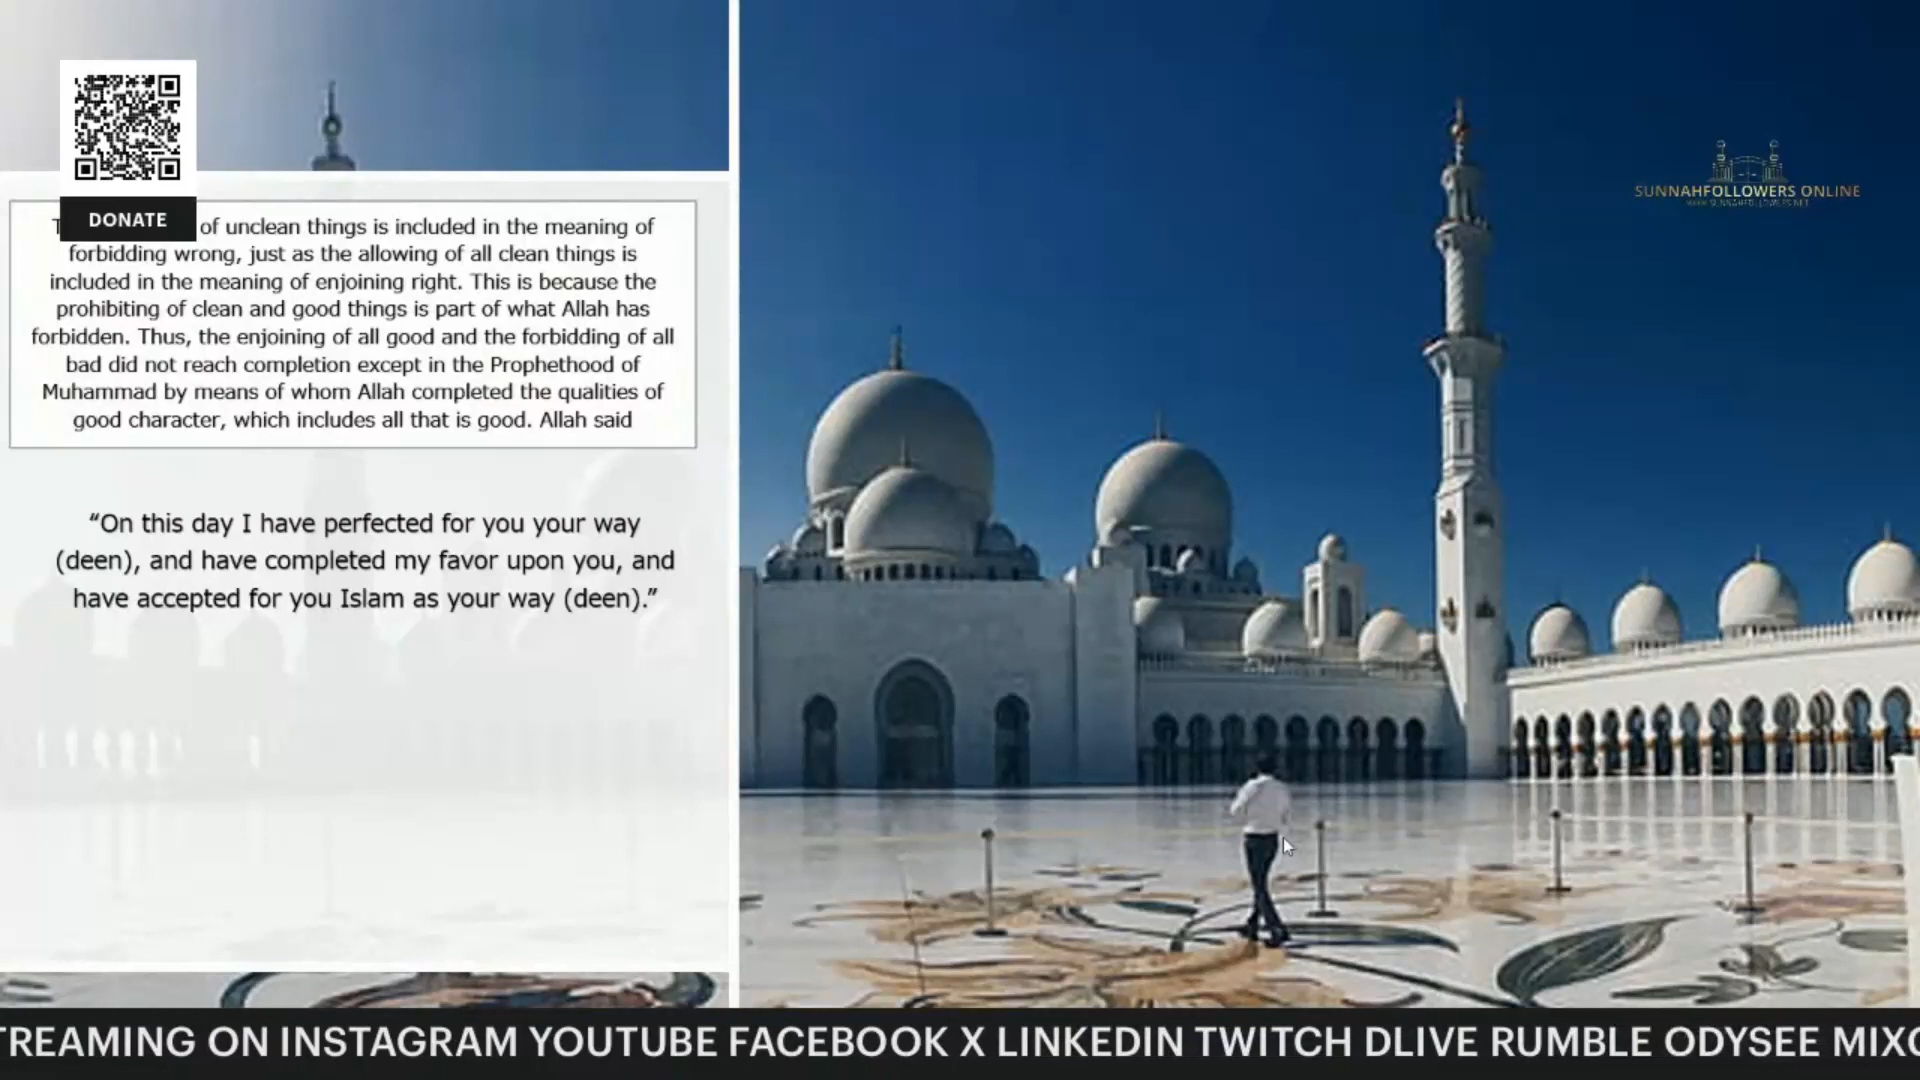 DONATE
of unclean things is included in the meaning of
forbidding wrong, just as the allowing of all clean things is
included in the meaning of enjoining right. This is because the
prohibiting of clean and good things is part of what Allah has
forbidden. Thus, the enjoining of all good and the forbidding of all
bad did not reach completion except in the Prophethood of
Muhammad by means of whom Allah completed the qualities of
good character, which includes all that is good. Allah said
“On this day I have perfected for you your way
(deen), and have completed my favor upon you, and
have accepted for you Islam as your way (deen).”
SUNNAHFOLLOWERS ONLINE
WWW.SUNNAHFOLLOWERS.NET
TREAMING ON INSTAGRAM YOUTUBE FACEBOOK X LINKEDIN TWITCH DLIVE RUMBLE ODYSEE MIXC